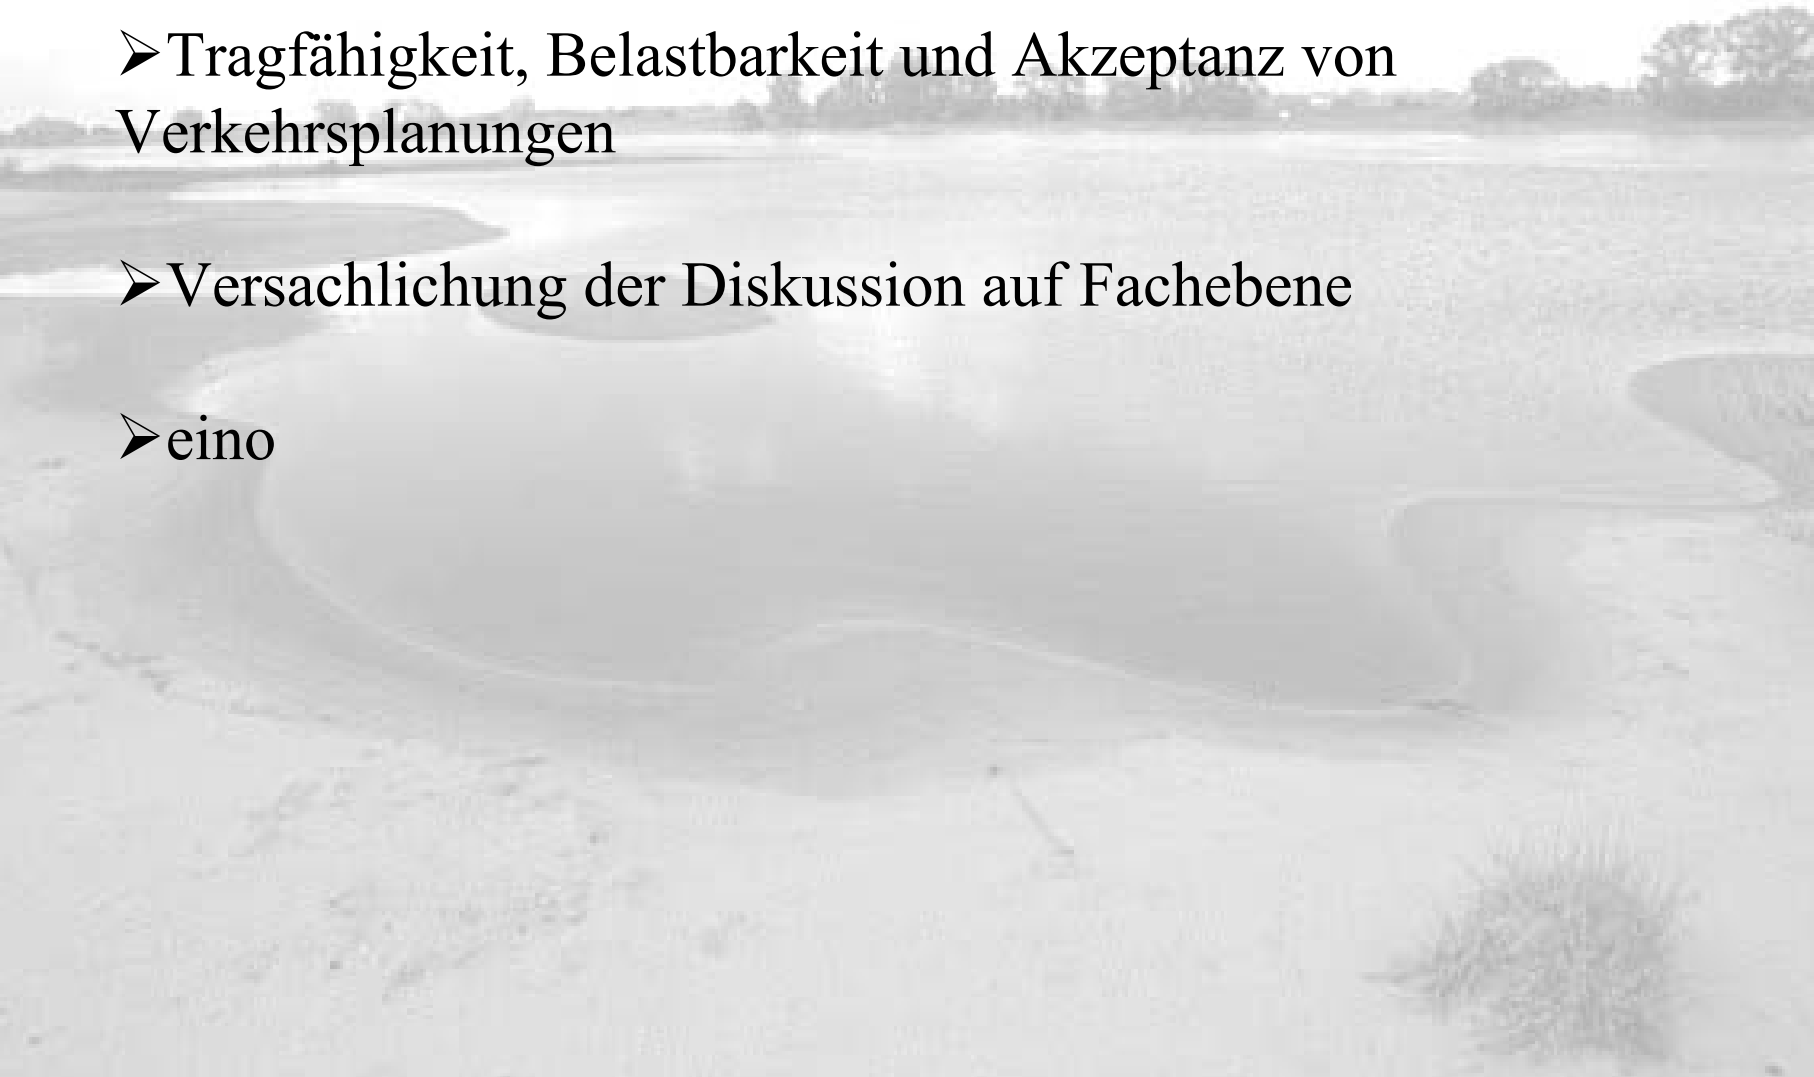 ➢Tragfähigkeit, Belastbarkeit und Akzeptanz von
Verkehrsplanungen
➢Versachlichung der Diskussion auf Fachebene
➢eino